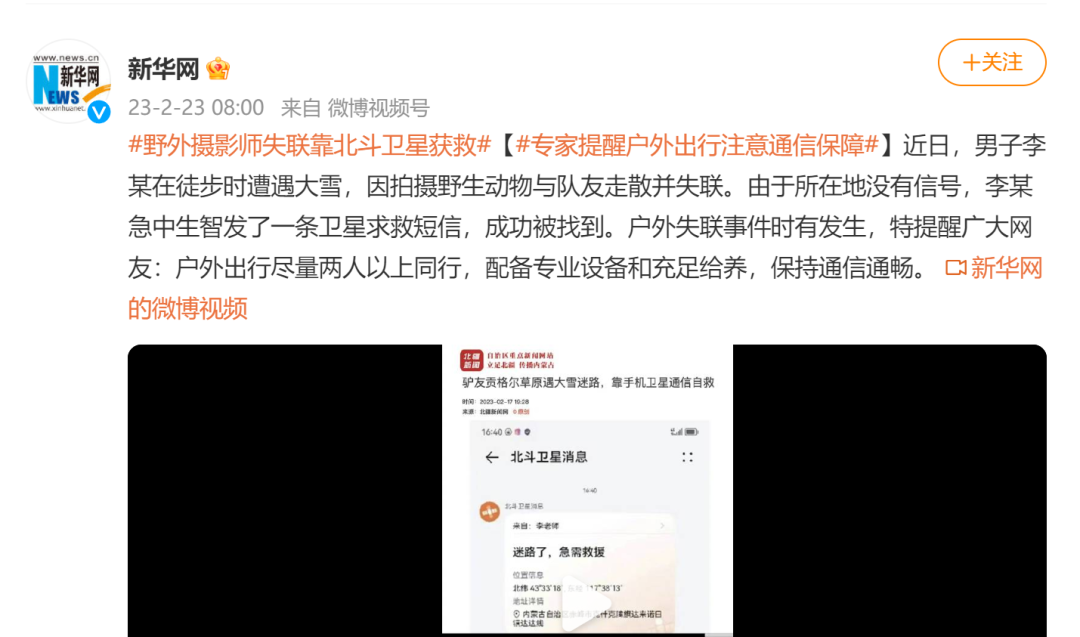 www.news.cn
新华网
NEWS
www.xinhuanet.
新华网
+关注
23-2-23 08:00 来自 微博视频号
#野外摄影师失联靠北斗卫星获救#【#专家提醒户外出行注意通信保障#】近日，男子李
某在徒步时遭遇大雪，因拍摄野生动物与队友走散并失联。由于所在地没有信号，李某
急中生智发了一条卫星求救短信，成功被找到。户外失联事件时有发生，特提醒广大网
友：户外出行尽量两人以上同行，配备专业设备和充足给养，保持通信通畅。 新华网
的微博视频
北疆新闻
自治区重点新闻网站
立足北疆 传播内蒙古
驴友贡格尔草原遇大雪迷路，靠手机卫星通信自救
时间：2023-02-17 19:28
来源：北疆新闻网
16:40
北斗卫星消息
16:40
北斗卫星消息
来自：李老师
迷路了，急需救援
位置信息
北纬 43°33'18" 17°38'13"
地址详情
内蒙古自治 克什克腾旗达来诺日